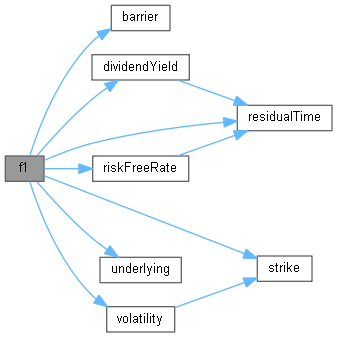 barrier
dividendYield
residualTime
f1
riskFreeRate
underlying
strike
volatility